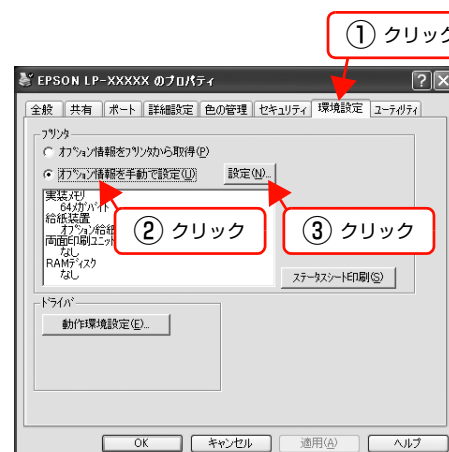 ① クリック
EPSON LP-XXXXX のプロパティ
全般 共有 ポート 詳細設定 色の管理 セキュリティ 環境設定 ユーティリティ
プリンタ
オプション情報をプリンタから取得(P)
オプション情報を手動で設定(U) 設定(N)...
実装メモリ
64メガバイト
給紙装置
オプション給紙
② クリック
③ クリック
両面印刷ユニット
なし
RAMディスク
なし
ステータスシート印刷(S)
ドライバ
動作環境設定(E)...
OK キャンセル 適用(A) ヘルプ